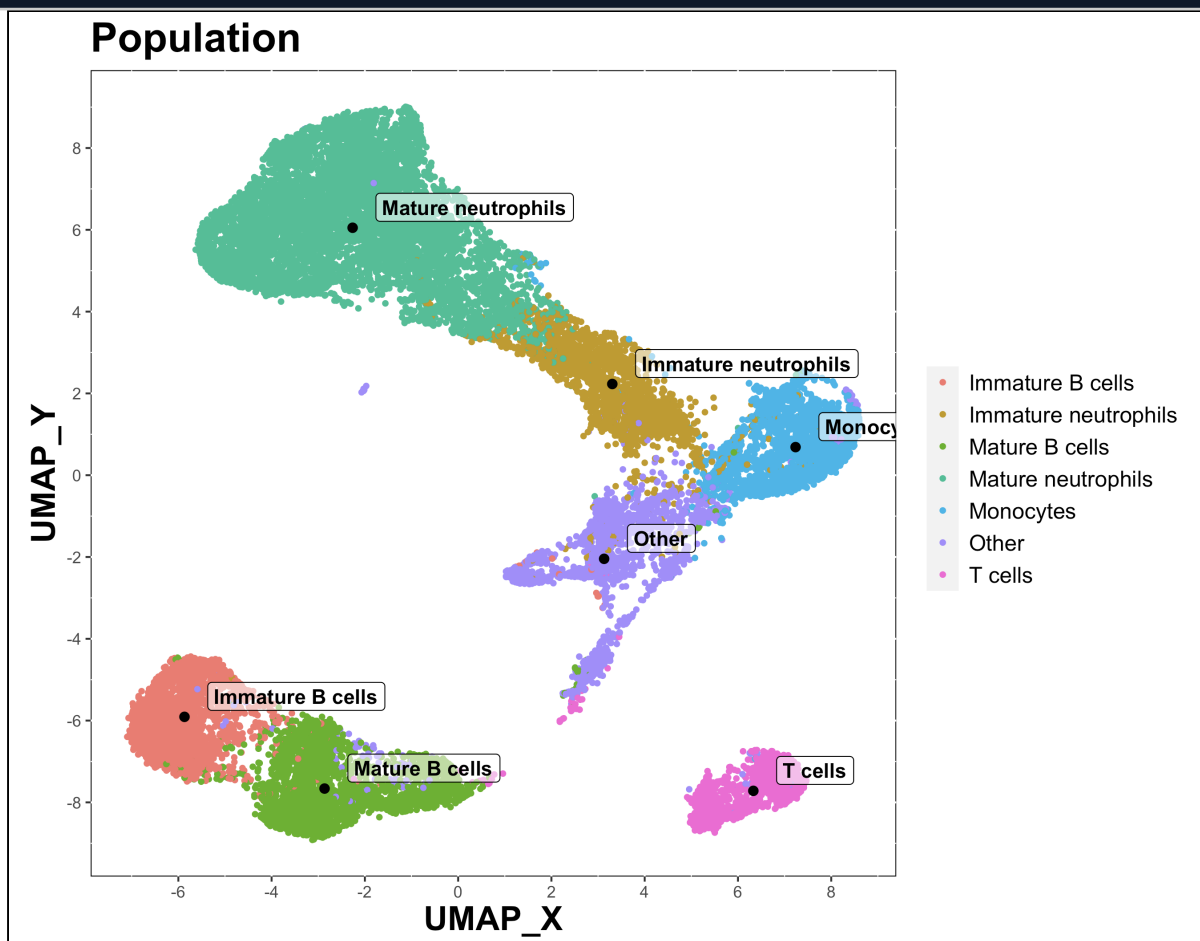 Population
8
6
4
2
0
-2
-4
-6
-8
UMAP_Y
Mature neutrophils
Immature neutrophils
Monocy
Other
Immature B cells
Mature B cells
T cells
-6 -4 -2 0 2 4 6 8
UMAP_X
Immature B cells
Immature neutrophils
Mature B cells
Mature neutrophils
Monocytes
Other
T cells